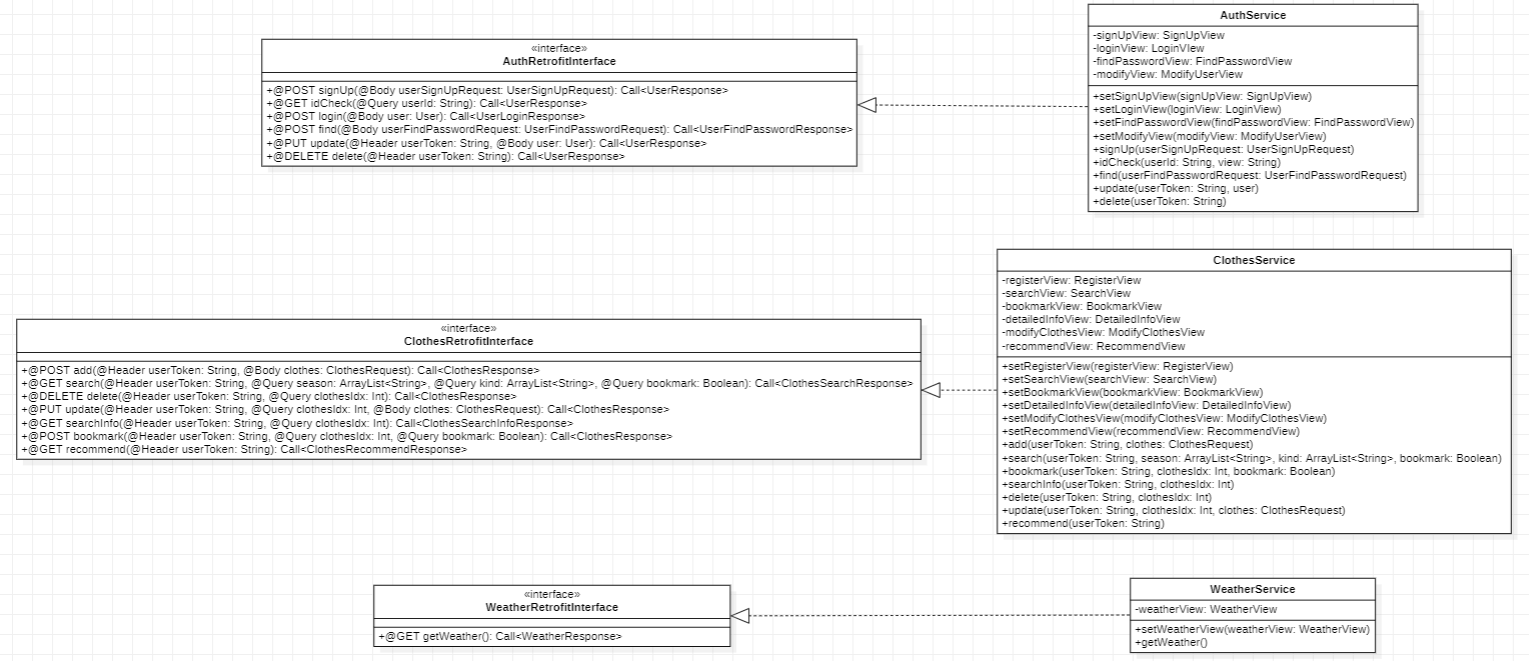 «interface»
AuthRetrofitInterface
+@POST signUp(@Body userSignUpRequest: UserSignUpRequest): Call<UserResponse>
+@GET idCheck(@Query userId: String): Call<UserResponse>
+@POST login(@Body user: User): Call<UserLoginResponse>
+@POST find(@Body userFindPasswordRequest: UserFindPasswordRequest): Call<UserFindPasswordResponse>
+@PUT update(@Header userToken: String, @Body user: User): Call<UserResponse>
+@DELETE delete(@Header userToken: String): Call<UserResponse>
AuthService
-signUpView: SignUpView
-loginView: LoginVIew
-findPasswordView: FindPasswordView
-modifyView: ModifyUserView
+setSignUpView(signUpView: SignUpView)
+setLoginView(loginView: LoginView)
+setFindPasswordView(findPasswordView: FindPasswordView)
+setModifyView(modifyView: ModifyUserView)
+signUp(userSignUpRequest: UserSignUpRequest)
+idCheck(userId: String, view: String)
+find(userFindPasswordRequest: UserFindPasswordRequest)
+update(userToken: String, user)
+delete(userToken: String)
«interface»
ClothesRetrofitInterface
+@POST add(@Header userToken: String, @Body clothes: ClothesRequest): Call<ClothesResponse>
+@GET search(@Header userToken: String, @Query season: ArrayList<String>, @Query kind: ArrayList<String>, @Query bookmark: Boolean): Call<ClothesSearchResponse>
+@DELETE delete(@Header userToken: String, @Query clothesIdx: Int): Call<ClothesResponse>
+@PUT update(@Header userToken: String, @Query clothesIdx: Int, @Body clothes: ClothesRequest): Call<ClothesResponse>
+@GET searchInfo(@Header userToken: String, @Query clothesIdx: Int): Call<ClothesSearchInfoResponse>
+@POST bookmark(@Header userToken: String, @Query clothesIdx: Int, @Query bookmark: Boolean): Call<ClothesResponse>
+@GET recommend(@Header userToken: String): Call<ClothesRecommendResponse>
ClothesService
-registerView: RegisterView
-searchView: SearchView
-bookmarkView: BookmarkView
-detailedInfoView: DetailedInfoView
-modifyClothesView: ModifyClothesView
-recommendView: RecommendView
+setRegisterView(registerView: RegisterView)
+setSearchView(searchView: SearchView)
+setBookmarkView(bookmarkView: BookmarkView)
+setDetailedInfoView(detailedInfoView: DetailedInfoView)
+setModifyClothesView(modifyClothesView: ModifyClothesView)
+setRecommendView(recommendView: RecommendView)
+add(userToken: String, clothes: ClothesRequest)
+search(userToken: String, season: ArrayList<String>, kind: ArrayList<String>, bookmark: Boolean)
+bookmark(userToken: String, clothesIdx: Int, bookmark: Boolean)
+searchInfo(userToken: String, clothesIdx: Int)
+delete(userToken: String, clothesIdx: Int)
+update(userToken: String, clothesIdx: Int, clothes: ClothesRequest)
+recommend(userToken: String)
«interface»
WeatherRetrofitInterface
+@GET getWeather(): Call<WeatherResponse>
WeatherService
-weatherView: WeatherView
+setWeatherView(weatherView: WeatherView)
+getWeather()